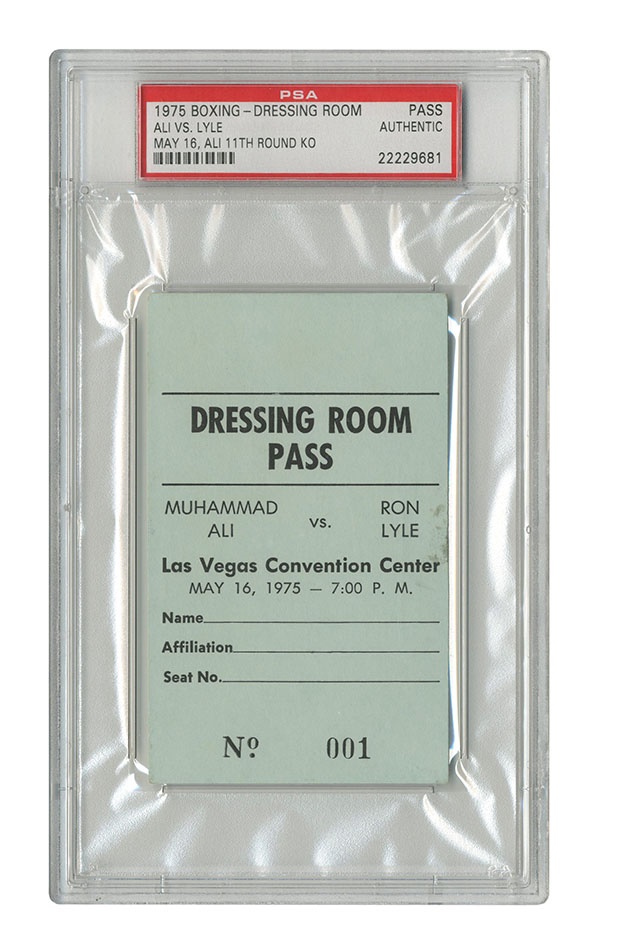 PSA
1975 BOXING – DRESSING ROOM PASS
ALI VS. LYLE AUTHENTIC
MAY 16, ALI 11TH ROUND KO
22229681
DRESSING ROOM
PASS
MUHAMMAD ALI vs. RON LYLE
Las Vegas Convention Center
MAY 16, 1975 — 7:00 P. M.
Name
Affiliation
Seat No.
Nº 001
PSA